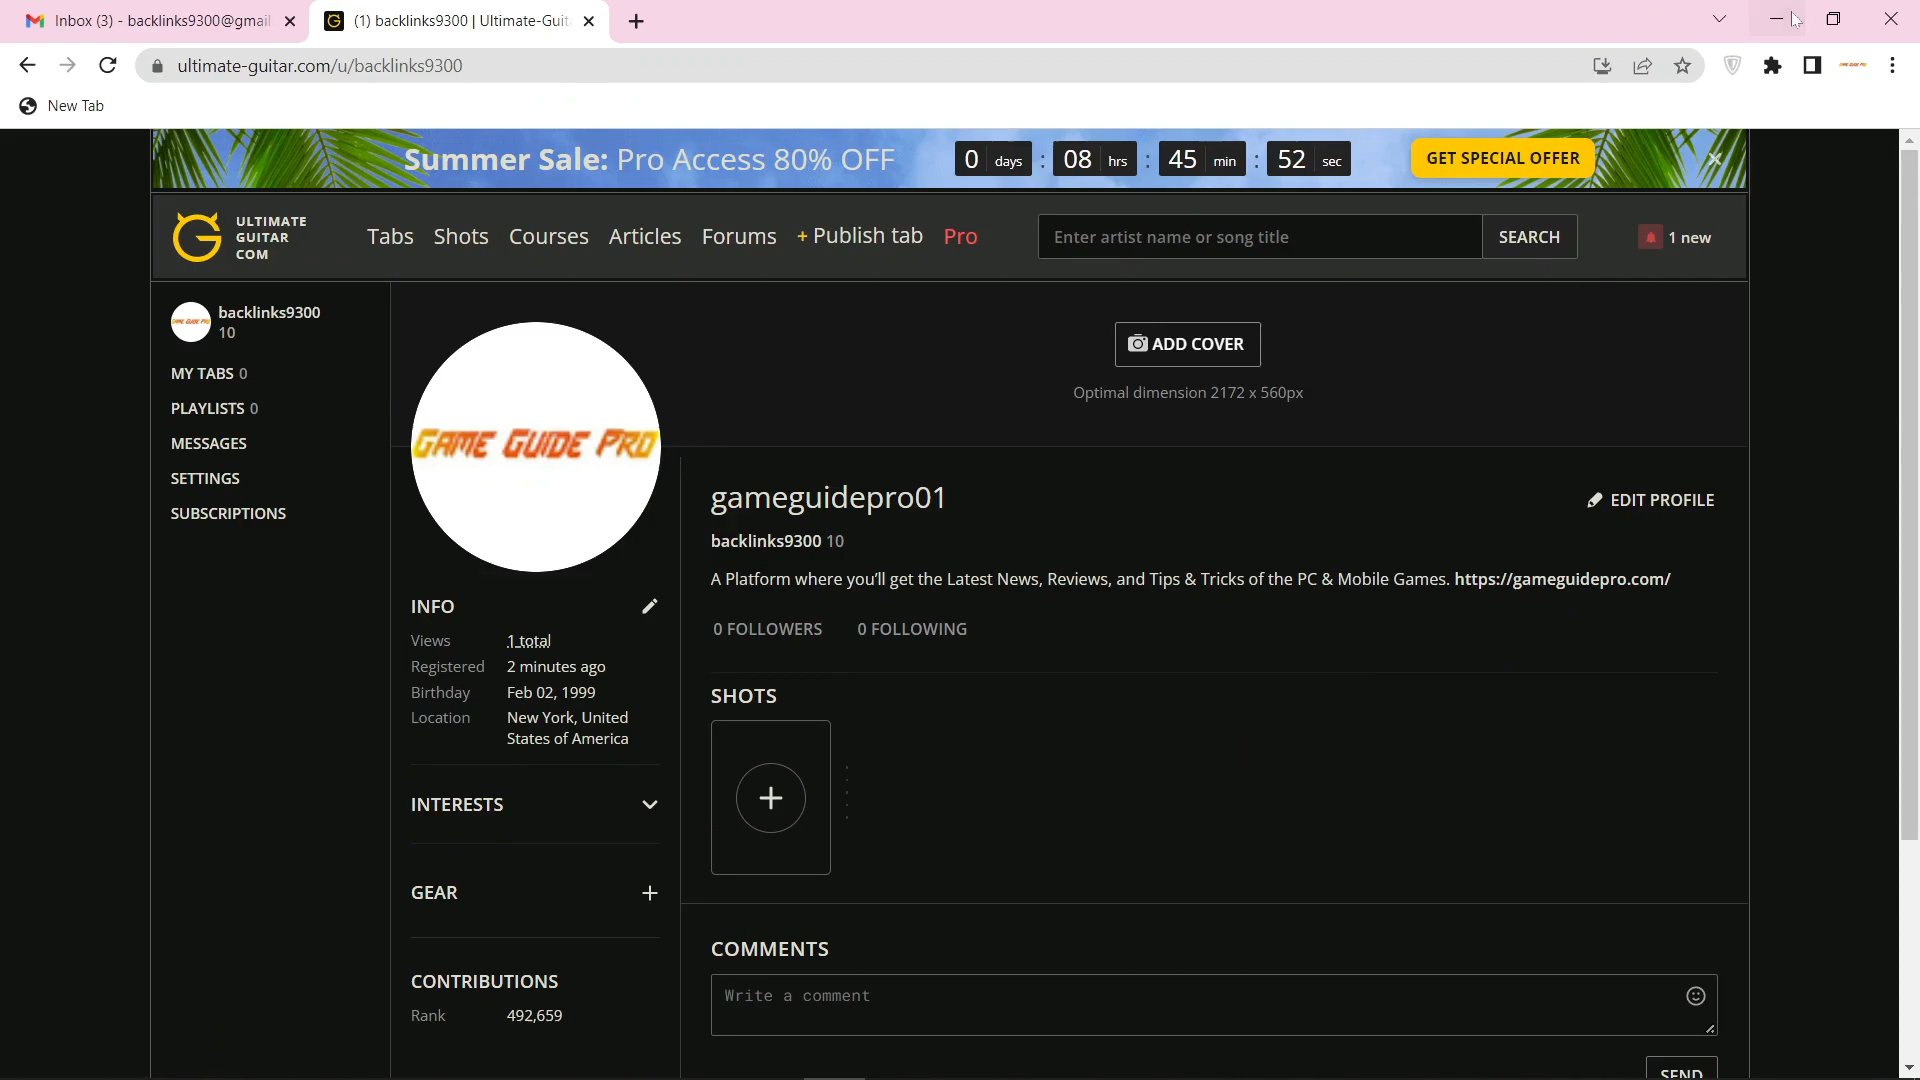 Inbox (3) - backlinks9300@gmail
(1) backlinks9300 | Ultimate-Guit
ultimate-guitar.com/u/backlinks9300
New Tab
Summer Sale: Pro Access 80% OFF
0 days : 08 hrs : 45 min : 52 sec
GET SPECIAL OFFER
ULTIMATE
GUITAR
COM
Tabs Shots Courses Articles Forums + Publish tab Pro
Enter artist name or song title
SEARCH
1 new
backlinks9300
10
MY TABS 0
PLAYLISTS 0
MESSAGES
SETTINGS
SUBSCRIPTIONS
GAME GUIDE PRO
ADD COVER
Optimal dimension 2172 x 560px
gameguidepro01
EDIT PROFILE
backlinks9300 10
A Platform where you'll get the Latest News, Reviews, and Tips & Tricks of the PC & Mobile Games. https://gameguidepro.com/
0 FOLLOWERS 0 FOLLOWING
INFO
Views 1 total
Registered 2 minutes ago
Birthday Feb 02, 1999
Location New York, United
States of America
INTERESTS
GEAR
CONTRIBUTIONS
Rank 492,659
SHOTS
COMMENTS
Write a comment
SEND